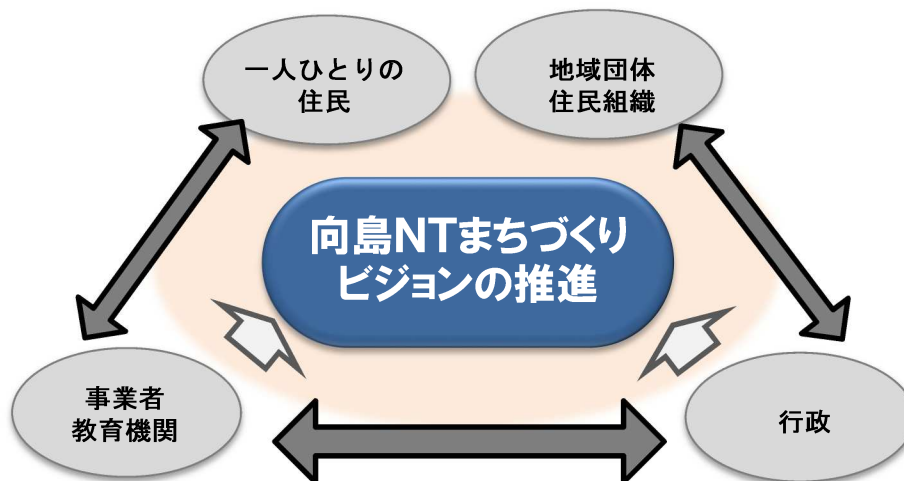 一人ひとりの
住民
地域団体
住民組織
向島NTまちづくり
ビジョンの推進
事業者
教育機関
行政